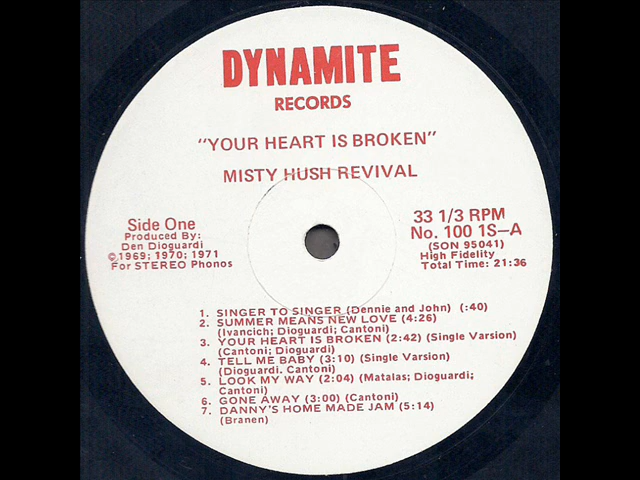 DYNAMITE
RECORDS
"YOUR HEART IS BROKEN"
MISTY HUSH REVIVAL
Side One
Produced By:
Den Dioguardi
©1969; 1970; 1971
For STEREO Phonos
33 1/3 RPM
No. 100 1S—A
(SON 95041)
High Fidelity
Total Time: 21:36
1. SINGER TO SINGER (Dennie and John) (:40)
2. SUMMER MEANS NEW LOVE (4:26)
(Ivancich; Dioguardi; Cantoni)
3. YOUR HEART IS BROKEN (2:42) (Single Varsion)
(Cantoni; Dioguardi)
4. TELL ME BABY (3:10) (Single Varsion)
(Dioguardi. Cantoni)
5. LOOK MY WAY (2:04) (Matalas; Dioguardi;
Cantoni)
6. GONE AWAY (3:00) (Cantoni)
7. DANNY'S HOME MADE JAM (5:14)
(Branen)